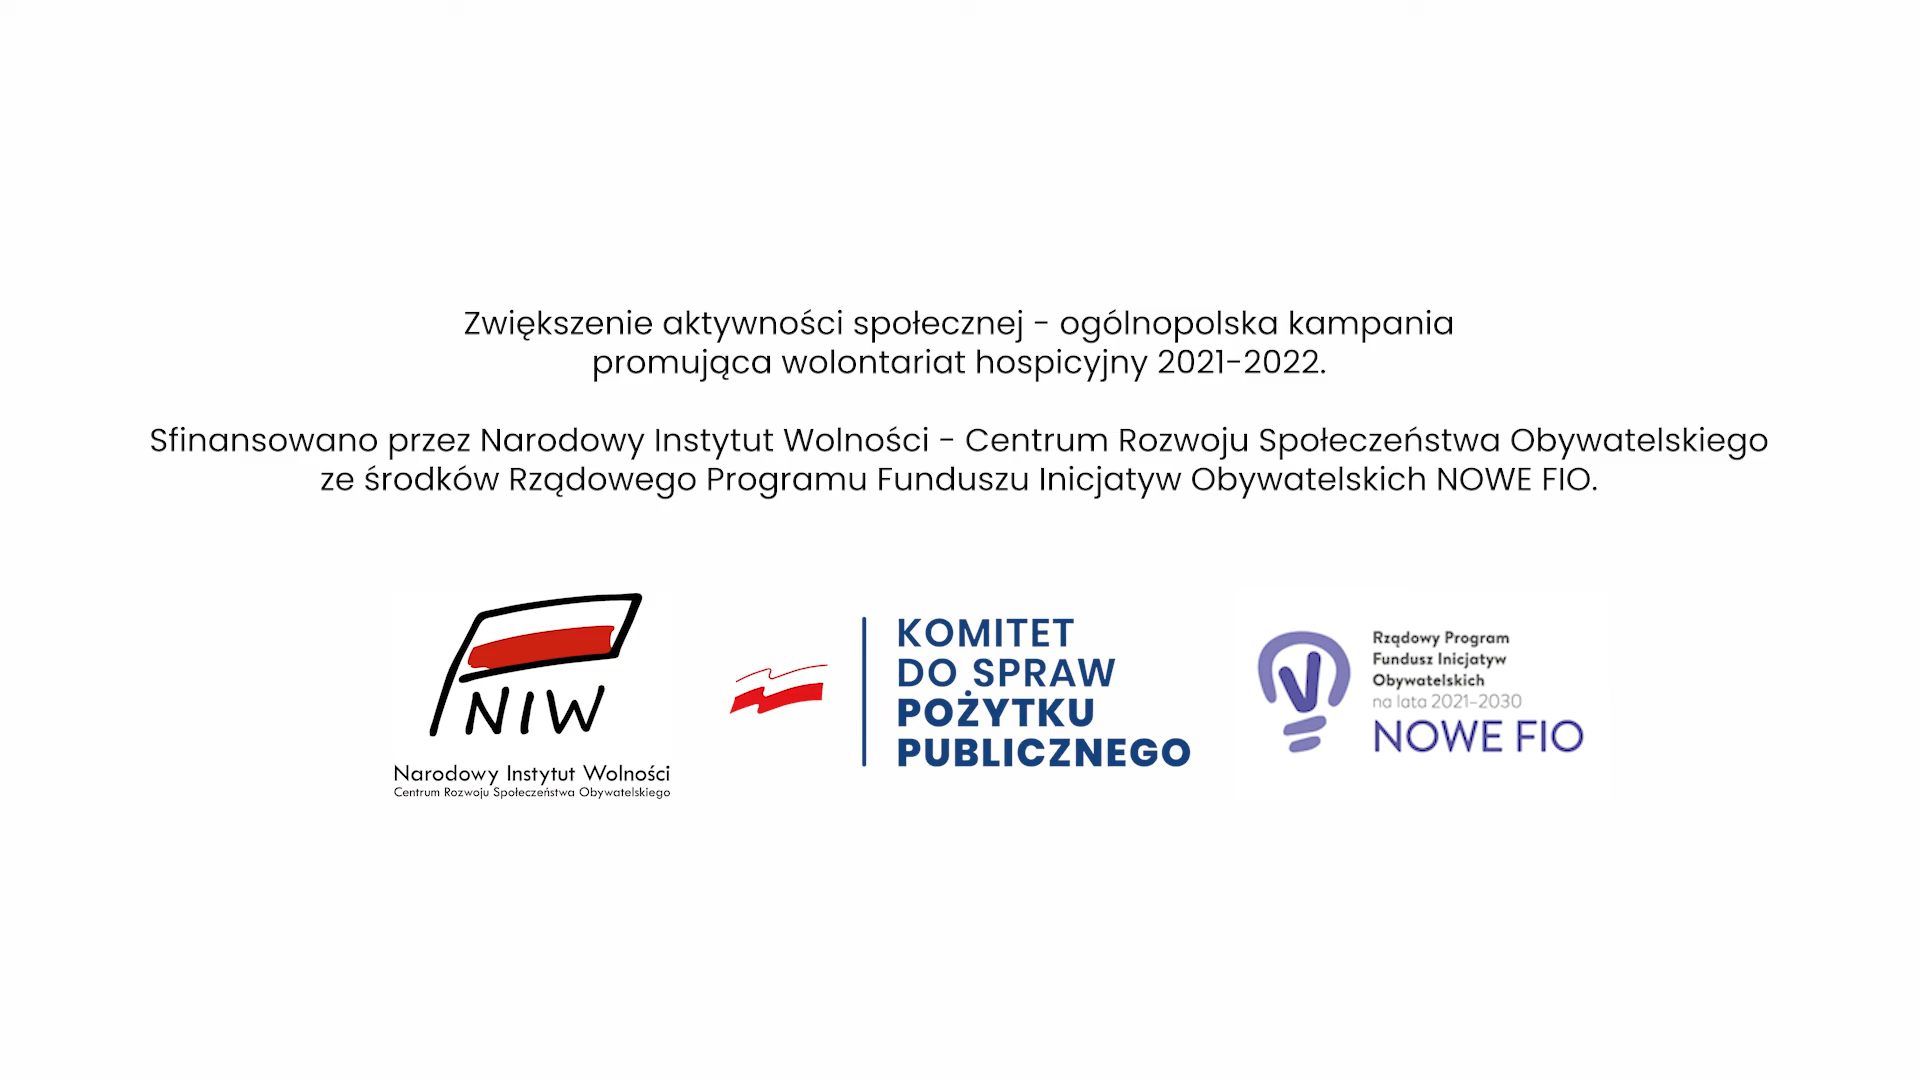 Zwiększenie aktywności społecznej - ogólnopolska kampania
promująca wolontariat hospicyjny 2021-2022.
Sfinansowano przez Narodowy Instytut Wolności - Centrum Rozwoju Społeczeństwa Obywatelskiego
ze środków Rządowego Programu Funduszu Inicjatyw Obywatelskich NOWE FIO.
NIW
Narodowy Instytut Wolności
Centrum Rozwoju Społeczeństwa Obywatelskiego
KOMITET
DO SPRAW
POŻYTKU
PUBLICZNEGO
Rządowy Program
Fundusz Inicjatyw
Obywatelskich
na lata 2021-2030
NOWE FIO